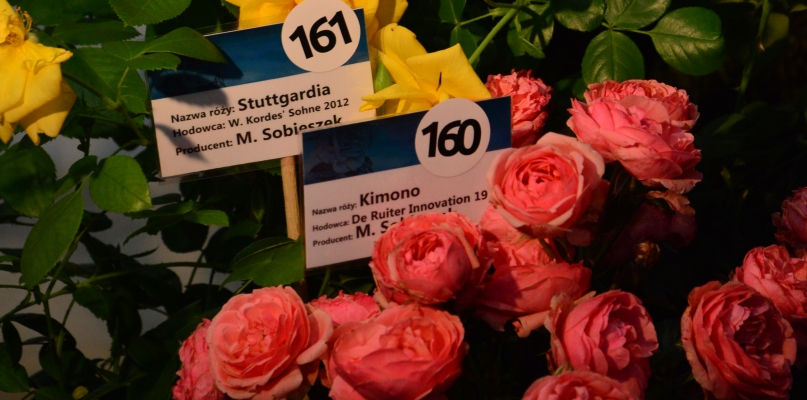 161
Nazwa róży: Stuttgardia
Hodowca: W. Kordes' Sohne 2012
Producent: M. Sobieszek
160
Nazwa róży: Kimono
Hodowca: De Ruiter Innovation 19
Producent: M.